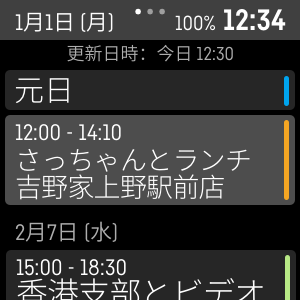 1月1日 (月) 100% 12:34
更新日時: 今日 12:30
元日
12:00 - 14:10
さっちゃんとランチ
吉野家上野駅前店
2月7日 (水)
15:00 - 18:30
香港支部とビデオ